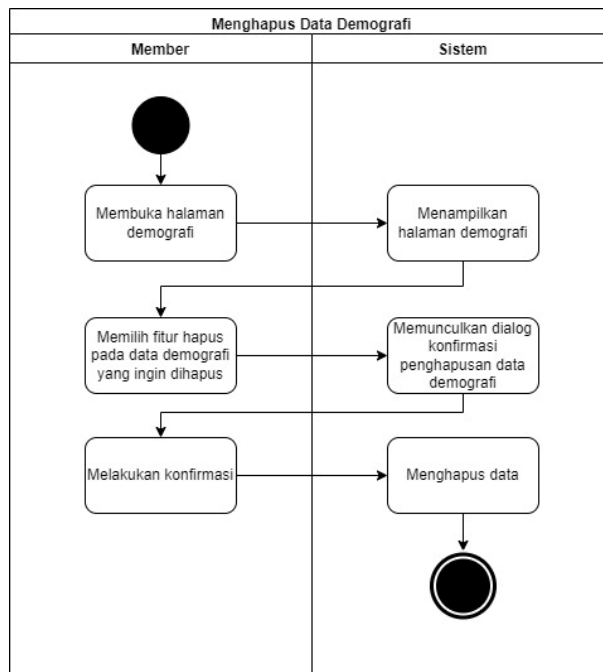 Menghapus Data Demografi
Member
Sistem
Membuka halaman
demografi
Menampilkan
halaman demografi
Memilih fitur hapus
pada data demografi
yang ingin dihapus
Memunculkan dialog
konfirmasi
penghapusan data
demografi
Melakukan konfirmasi
Menghapus data